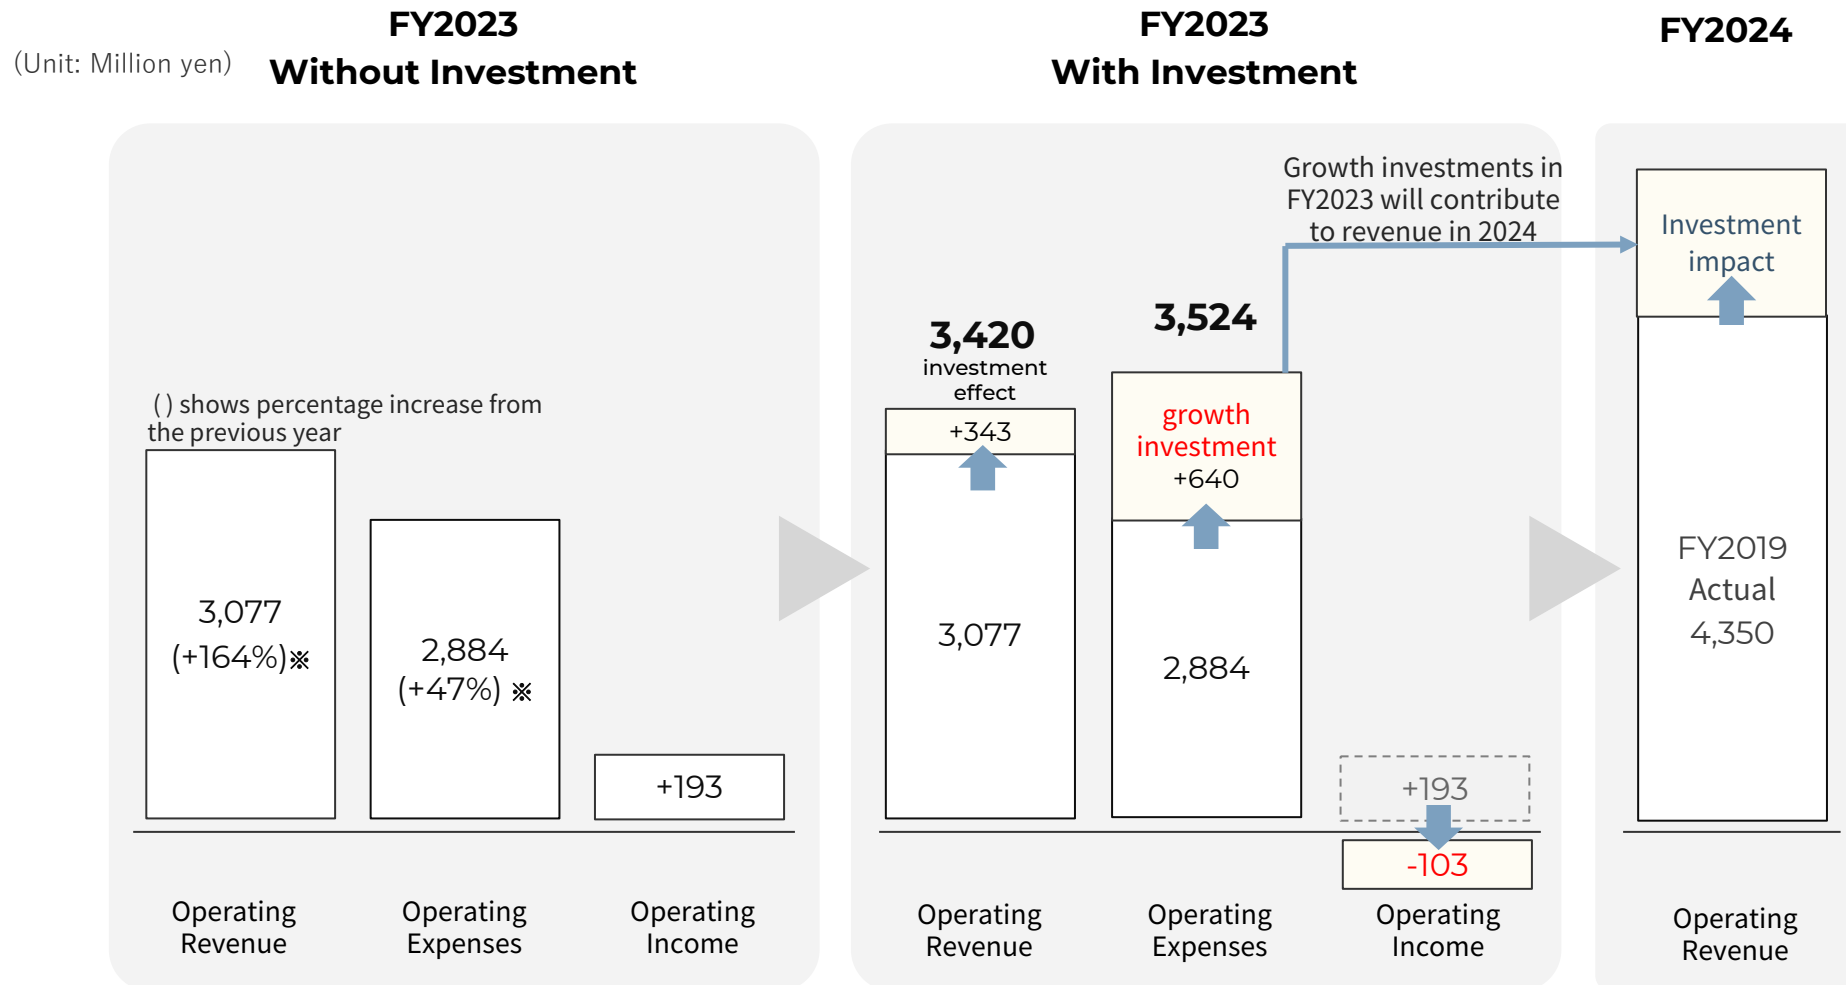 (Unit: Million yen)
FY2023
Without Investment
FY2023
With Investment
FY2024
( ) shows percentage increase from
the previous year
3,077
(+164%)※
2,884
(+47%) ※
+193
Operating
Revenue
Operating
Expenses
Operating
Income
3,420
investment
effect
+343
3,077
3,524
growth
investment
+640
2,884
Growth investments in
FY2023 will contribute
to revenue in 2024
+193
-103
Operating
Revenue
Operating
Expenses
Operating
Income
Investment
impact
FY2019
Actual
4,350
Operating
Revenue